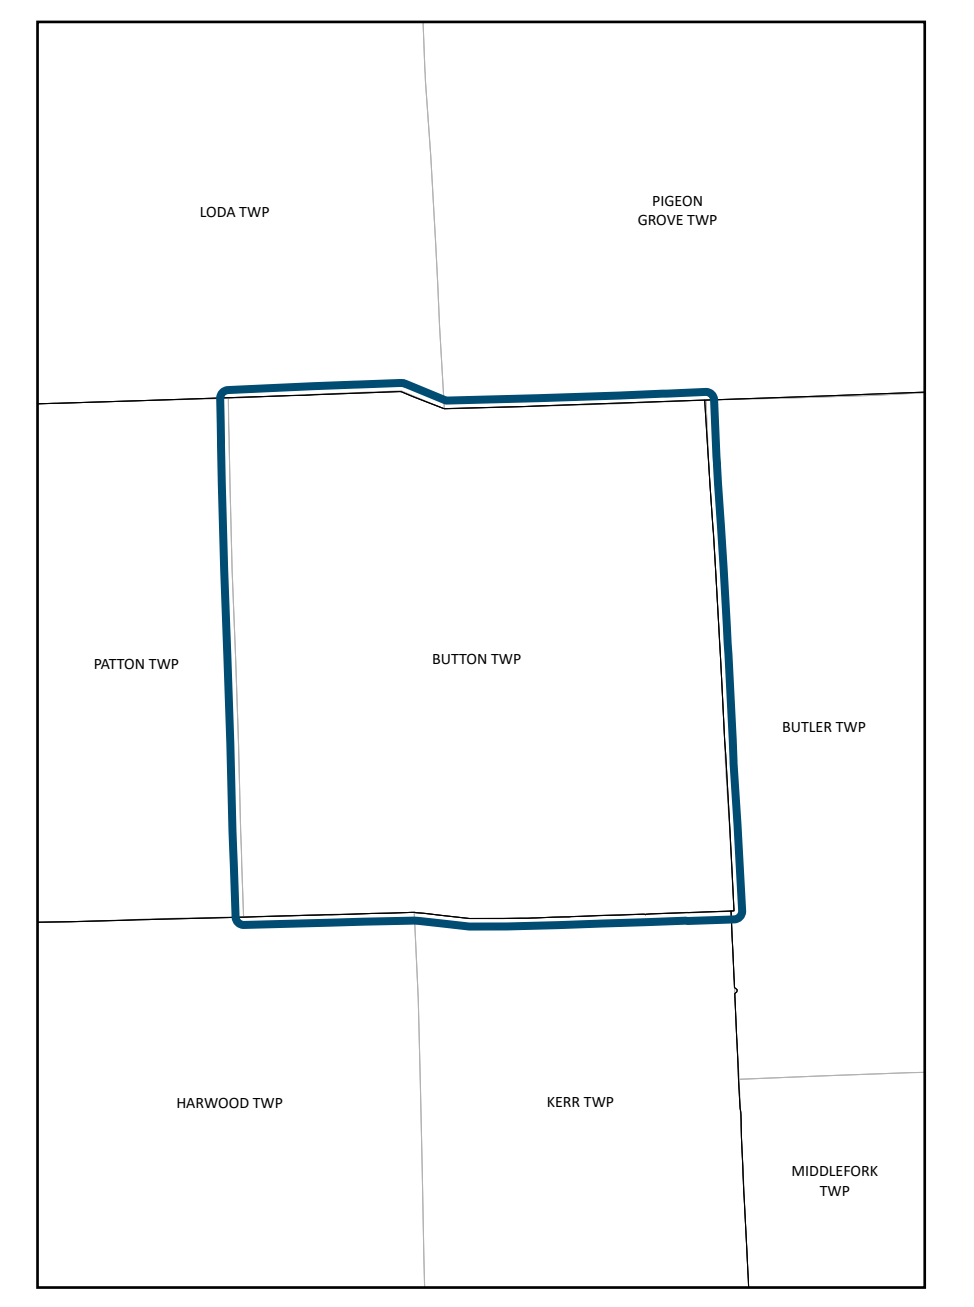 LODA TWP
PIGEON
GROVE TWP
PATTON TWP
BUTTON TWP
BUTLER TWP
HARWOOD TWP
KERR TWP
MIDDLEFORK
TWP